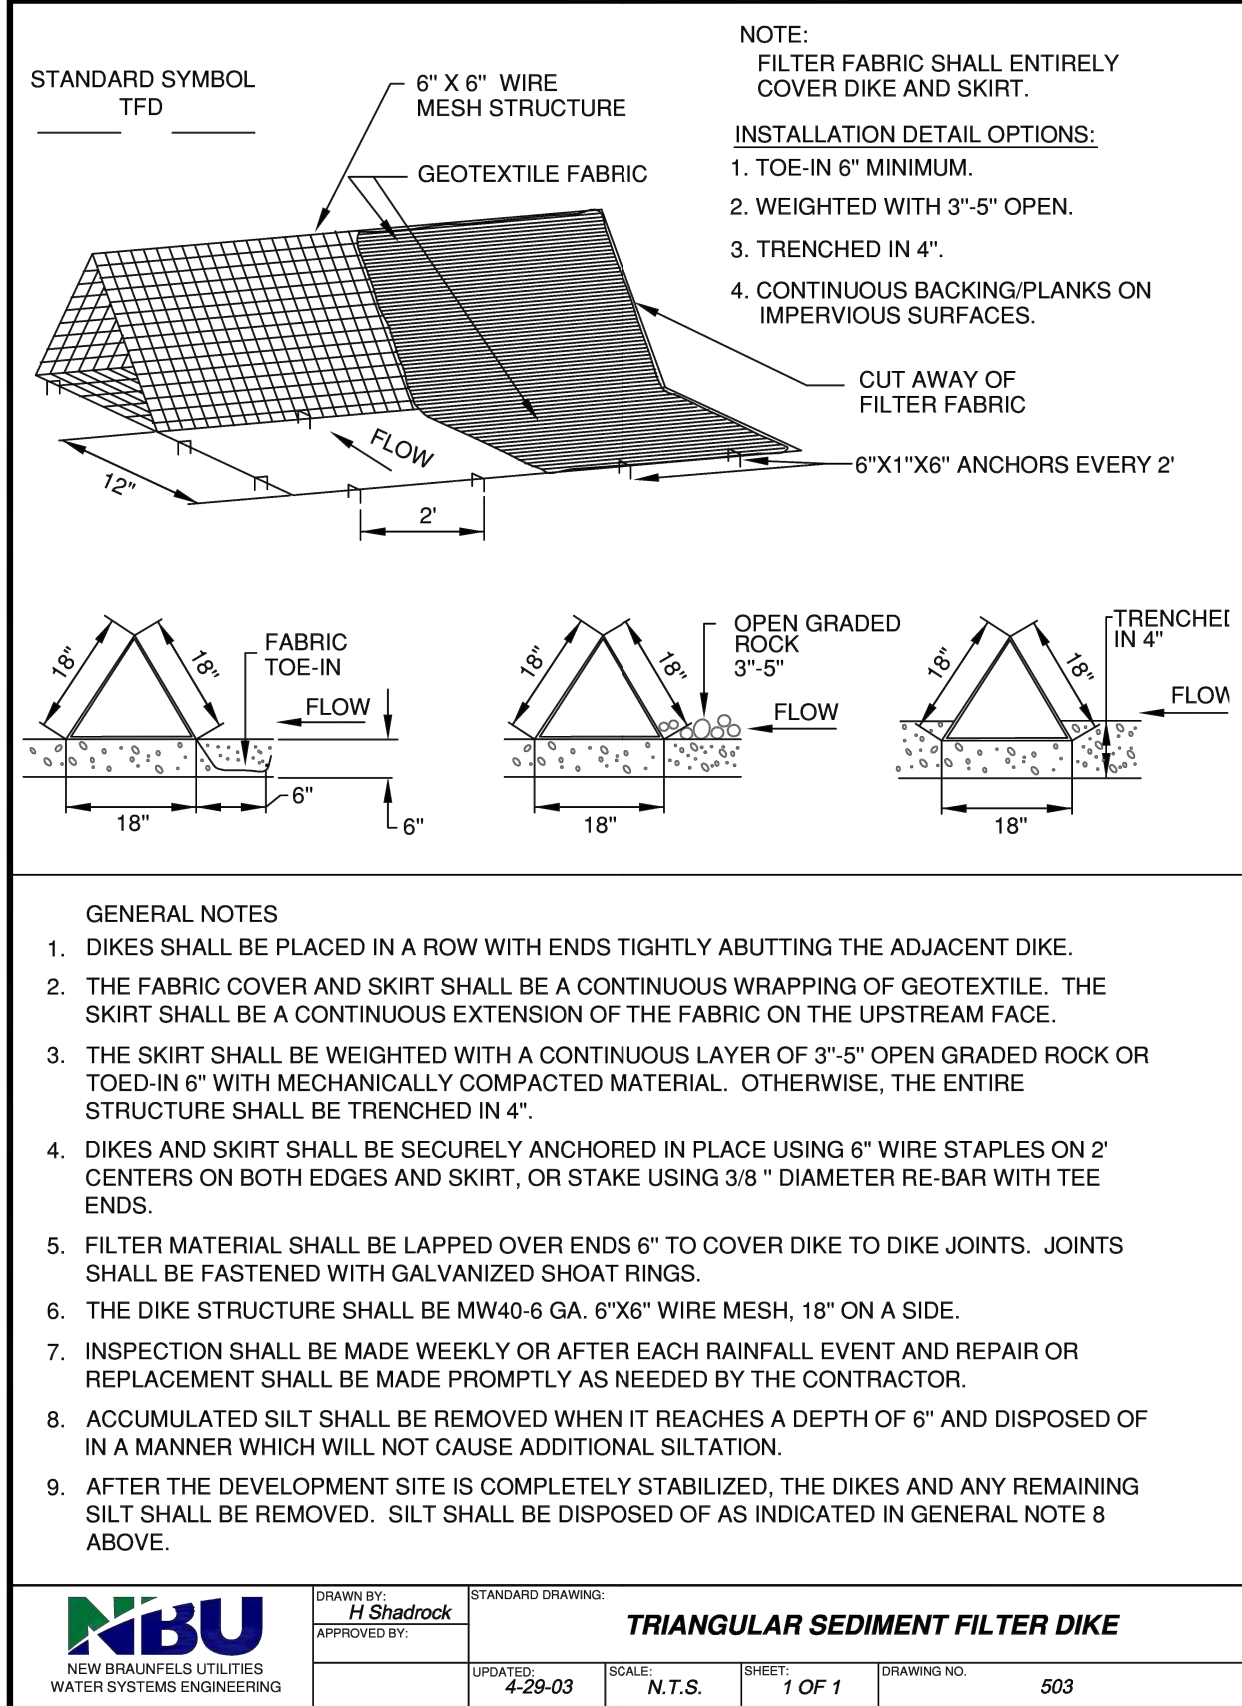 STANDARD SYMBOL
TFD
6" X 6" WIRE
MESH STRUCTURE
GEOTEXTILE FABRIC
NOTE:
FILTER FABRIC SHALL ENTIRELY
COVER DIKE AND SKIRT.
INSTALLATION DETAIL OPTIONS:
1. TOE-IN 6" MINIMUM.
2. WEIGHTED WITH 3"-5" OPEN.
3. TRENCHED IN 4".
4. CONTINUOUS BACKING/PLANKS ON
IMPERVIOUS SURFACES.
CUT AWAY OF
FILTER FABRIC
6"X1"X6" ANCHORS EVERY 2'
FLOW
12"
2'
18"
18"
FABRIC
TOE-IN
FLOW
18"
6"
6"
18"
18"
OPEN GRADED
ROCK
3"-5"
FLOW
18"
18"
18"
TRENCHED
IN 4"
FLOW
18"
GENERAL NOTES
1. DIKES SHALL BE PLACED IN A ROW WITH ENDS TIGHTLY ABUTTING THE ADJACENT DIKE.
2. THE FABRIC COVER AND SKIRT SHALL BE A CONTINUOUS WRAPPING OF GEOTEXTILE. THE
SKIRT SHALL BE A CONTINUOUS EXTENSION OF THE FABRIC ON THE UPSTREAM FACE.
3. THE SKIRT SHALL BE WEIGHTED WITH A CONTINUOUS LAYER OF 3"-5" OPEN GRADED ROCK OR
TOED-IN 6" WITH MECHANICALLY COMPACTED MATERIAL. OTHERWISE, THE ENTIRE
STRUCTURE SHALL BE TRENCHED IN 4".
4. DIKES AND SKIRT SHALL BE SECURELY ANCHORED IN PLACE USING 6" WIRE STAPLES ON 2'
CENTERS ON BOTH EDGES AND SKIRT, OR STAKE USING 3/8 " DIAMETER RE-BAR WITH TEE
ENDS.
5. FILTER MATERIAL SHALL BE LAPPED OVER ENDS 6" TO COVER DIKE TO DIKE JOINTS. JOINTS
SHALL BE FASTENED WITH GALVANIZED SHOAT RINGS.
6. THE DIKE STRUCTURE SHALL BE MW40-6 GA. 6"X6" WIRE MESH, 18" ON A SIDE.
7. INSPECTION SHALL BE MADE WEEKLY OR AFTER EACH RAINFALL EVENT AND REPAIR OR
REPLACEMENT SHALL BE MADE PROMPTLY AS NEEDED BY THE CONTRACTOR.
8. ACCUMULATED SILT SHALL BE REMOVED WHEN IT REACHES A DEPTH OF 6" AND DISPOSED OF
IN A MANNER WHICH WILL NOT CAUSE ADDITIONAL SILTATION.
9. AFTER THE DEVELOPMENT SITE IS COMPLETELY STABILIZED, THE DIKES AND ANY REMAINING
SILT SHALL BE REMOVED. SILT SHALL BE DISPOSED OF AS INDICATED IN GENERAL NOTE 8
ABOVE.
NBU
NEW BRAUNFELS UTILITIES
WATER SYSTEMS ENGINEERING
DRAWN BY:
H Shadrock
APPROVED BY:
STANDARD DRAWING:
TRIANGULAR SEDIMENT FILTER DIKE
UPDATED:
4-29-03
SCALE:
N.T.S.
SHEET:
1 OF 1
DRAWING NO.
503